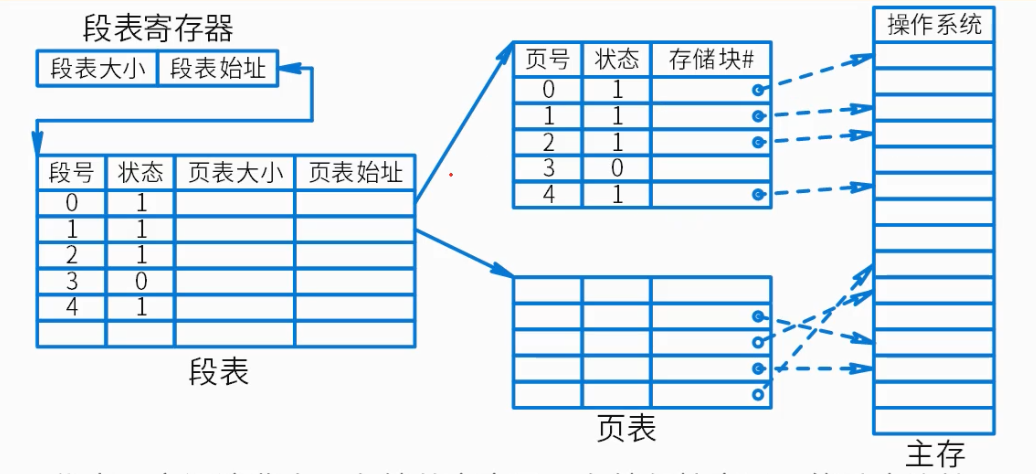 段表寄存器
段表大小 段表始址
段号 状态 页表大小 页表始址
0 1
1 1
2 1
3 0
4 1
段表
页号 状态 存储块#
0 1
1 1
2 1
3 0
4 1
页表
操作系统
主存